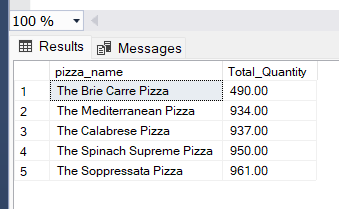 100 %
Results Messages
pizza_name Total_Quantity
1 The Brie Carre Pizza 490.00
2 The Mediterranean Pizza 934.00
3 The Calabrese Pizza 937.00
4 The Spinach Supreme Pizza 950.00
5 The Soppressata Pizza 961.00